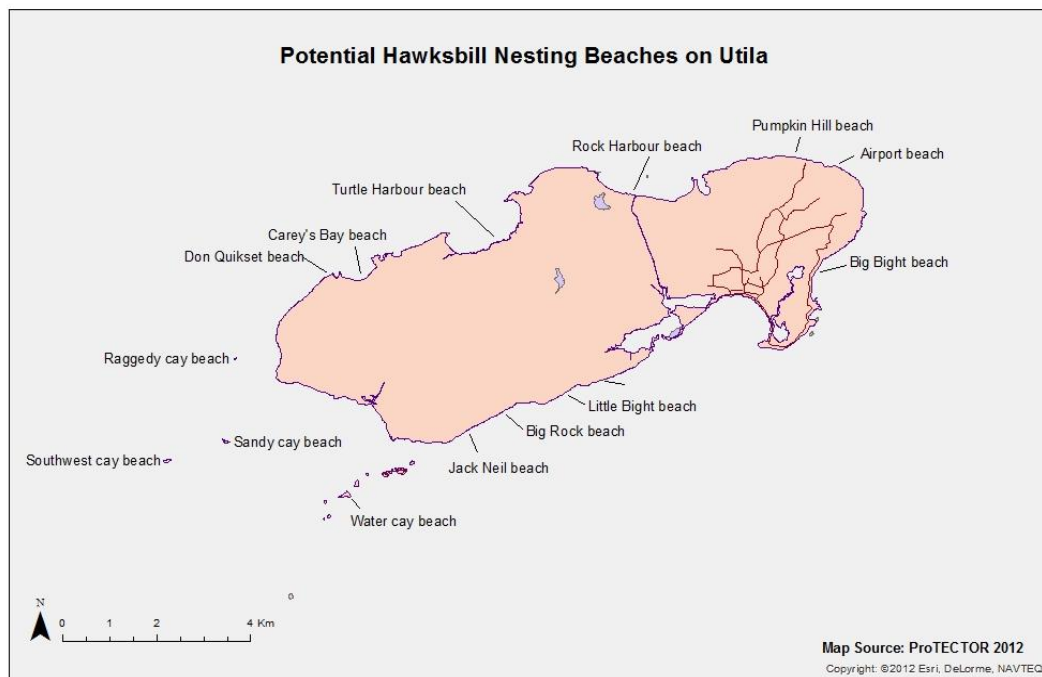 Potential Hawksbill Nesting Beaches on Utila
Pumpkin Hill beach
Rock Harbour beach
Airport beach
Turtle Harbour beach
Carey's Bay beach
Don Quikset beach
Big Bight beach
Raggedy cay beach
Little Bight beach
Big Rock beach
Sandy cay beach
Southwest cay beach
Jack Neil beach
Water cay beach
N
0 1 2 4 Km
Map Source: ProTECTOR 2012
Copyright: ©2012 Esri, DeLorme, NAVTEQ